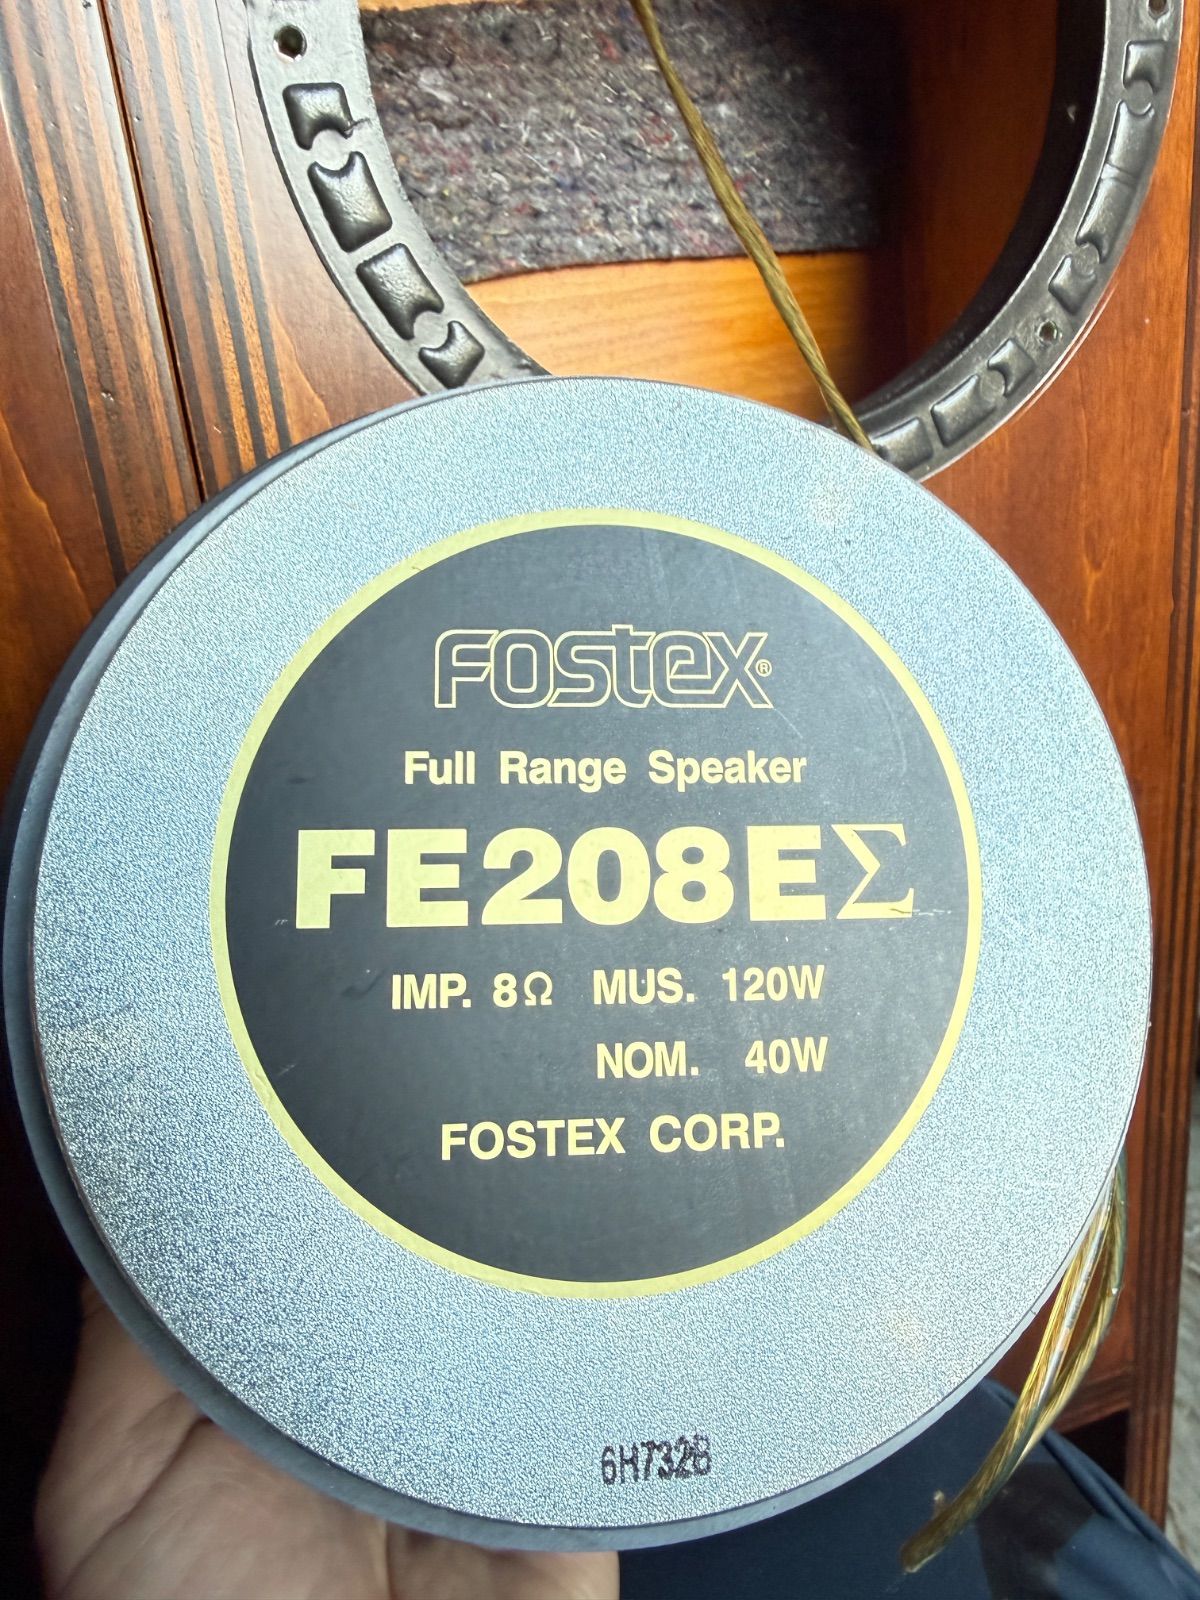 FOSTEX®
Full Range Speaker
FE208EΣ
IMP. 8Ω MUS. 120W
NOM. 40W
FOSTEX CORP.
6H732B